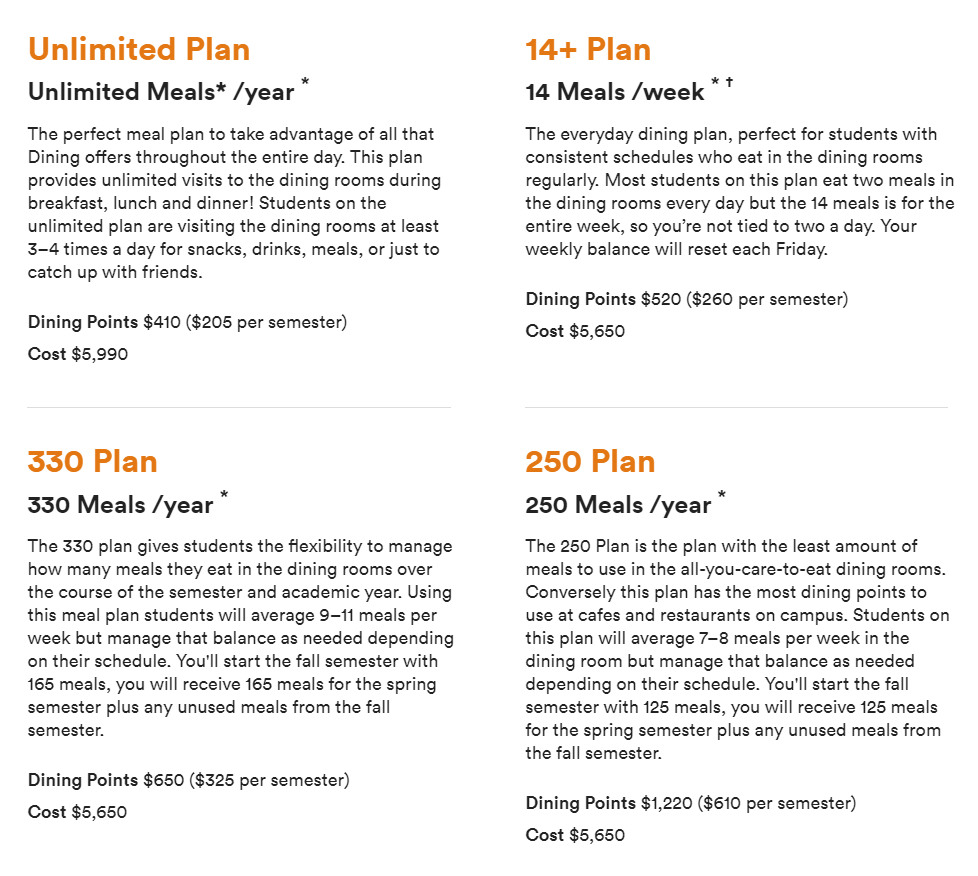 Unlimited Plan
Unlimited Meals* /year *
The perfect meal plan to take advantage of all that
Dining offers throughout the entire day. This plan
provides unlimited visits to the dining rooms during
breakfast, lunch and dinner! Students on the
unlimited plan are visiting the dining rooms at least
3–4 times a day for snacks, drinks, meals, or just to
catch up with friends.
Dining Points $410 ($205 per semester)
Cost $5,990
14+ Plan
14 Meals /week * †
The everyday dining plan, perfect for students with
consistent schedules who eat in the dining rooms
regularly. Most students on this plan eat two meals in
the dining rooms every day but the 14 meals is for the
entire week, so you’re not tied to two a day. Your
weekly balance will reset each Friday.
Dining Points $520 ($260 per semester)
Cost $5,650
330 Plan
330 Meals /year *
The 330 plan gives students the flexibility to manage
how many meals they eat in the dining rooms over
the course of the semester and academic year. Using
this meal plan students will average 9–11 meals per
week but manage that balance as needed depending
on their schedule. You'll start the fall semester with
165 meals, you will receive 165 meals for the spring
semester plus any unused meals from the fall
semester.
Dining Points $650 ($325 per semester)
Cost $5,650
250 Plan
250 Meals /year *
The 250 Plan is the plan with the least amount of
meals to use in the all-you-care-to-eat dining rooms.
Conversely this plan has the most dining points to
use at cafes and restaurants on campus. Students on
this plan will average 7–8 meals per week in the
dining room but manage that balance as needed
depending on their schedule. You'll start the fall
semester with 125 meals, you will receive 125 meals
for the spring semester plus any unused meals from
the fall semester.
Dining Points $1,220 ($610 per semester)
Cost $5,650